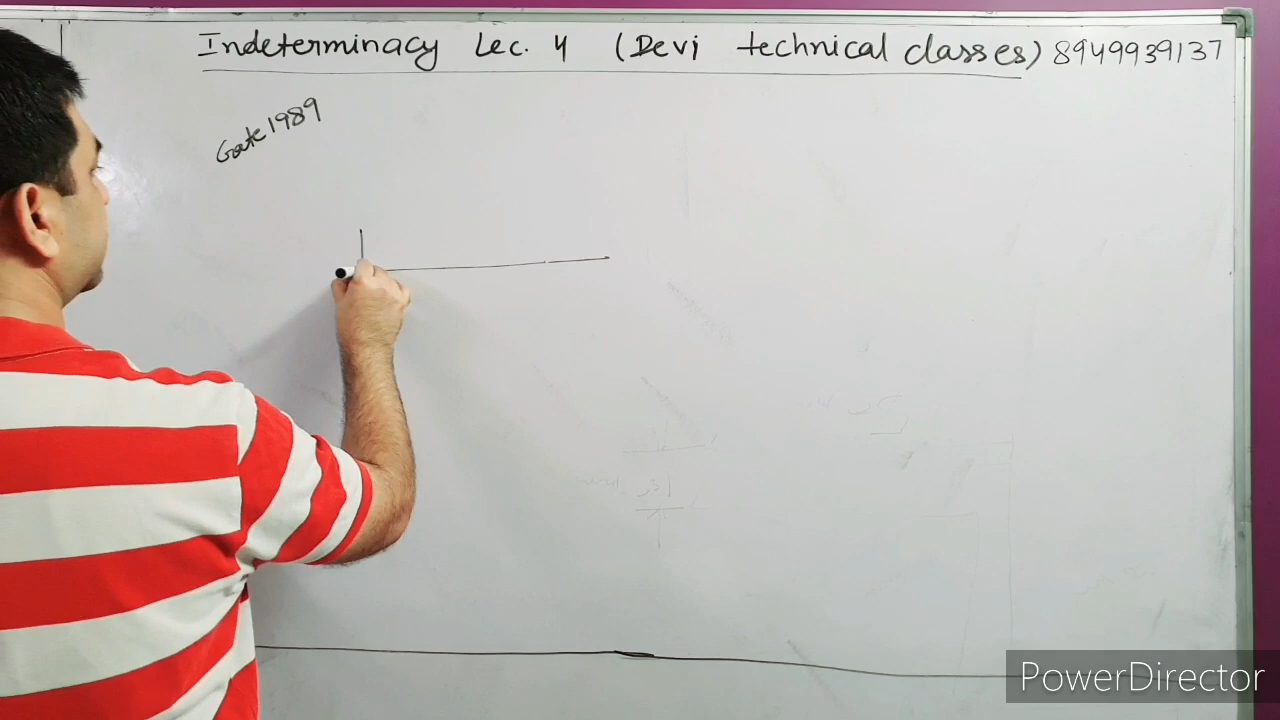 Indeterminacy Lec. 4 (Devi technical classes) 8949939137
Gate 1989
PowerDirector